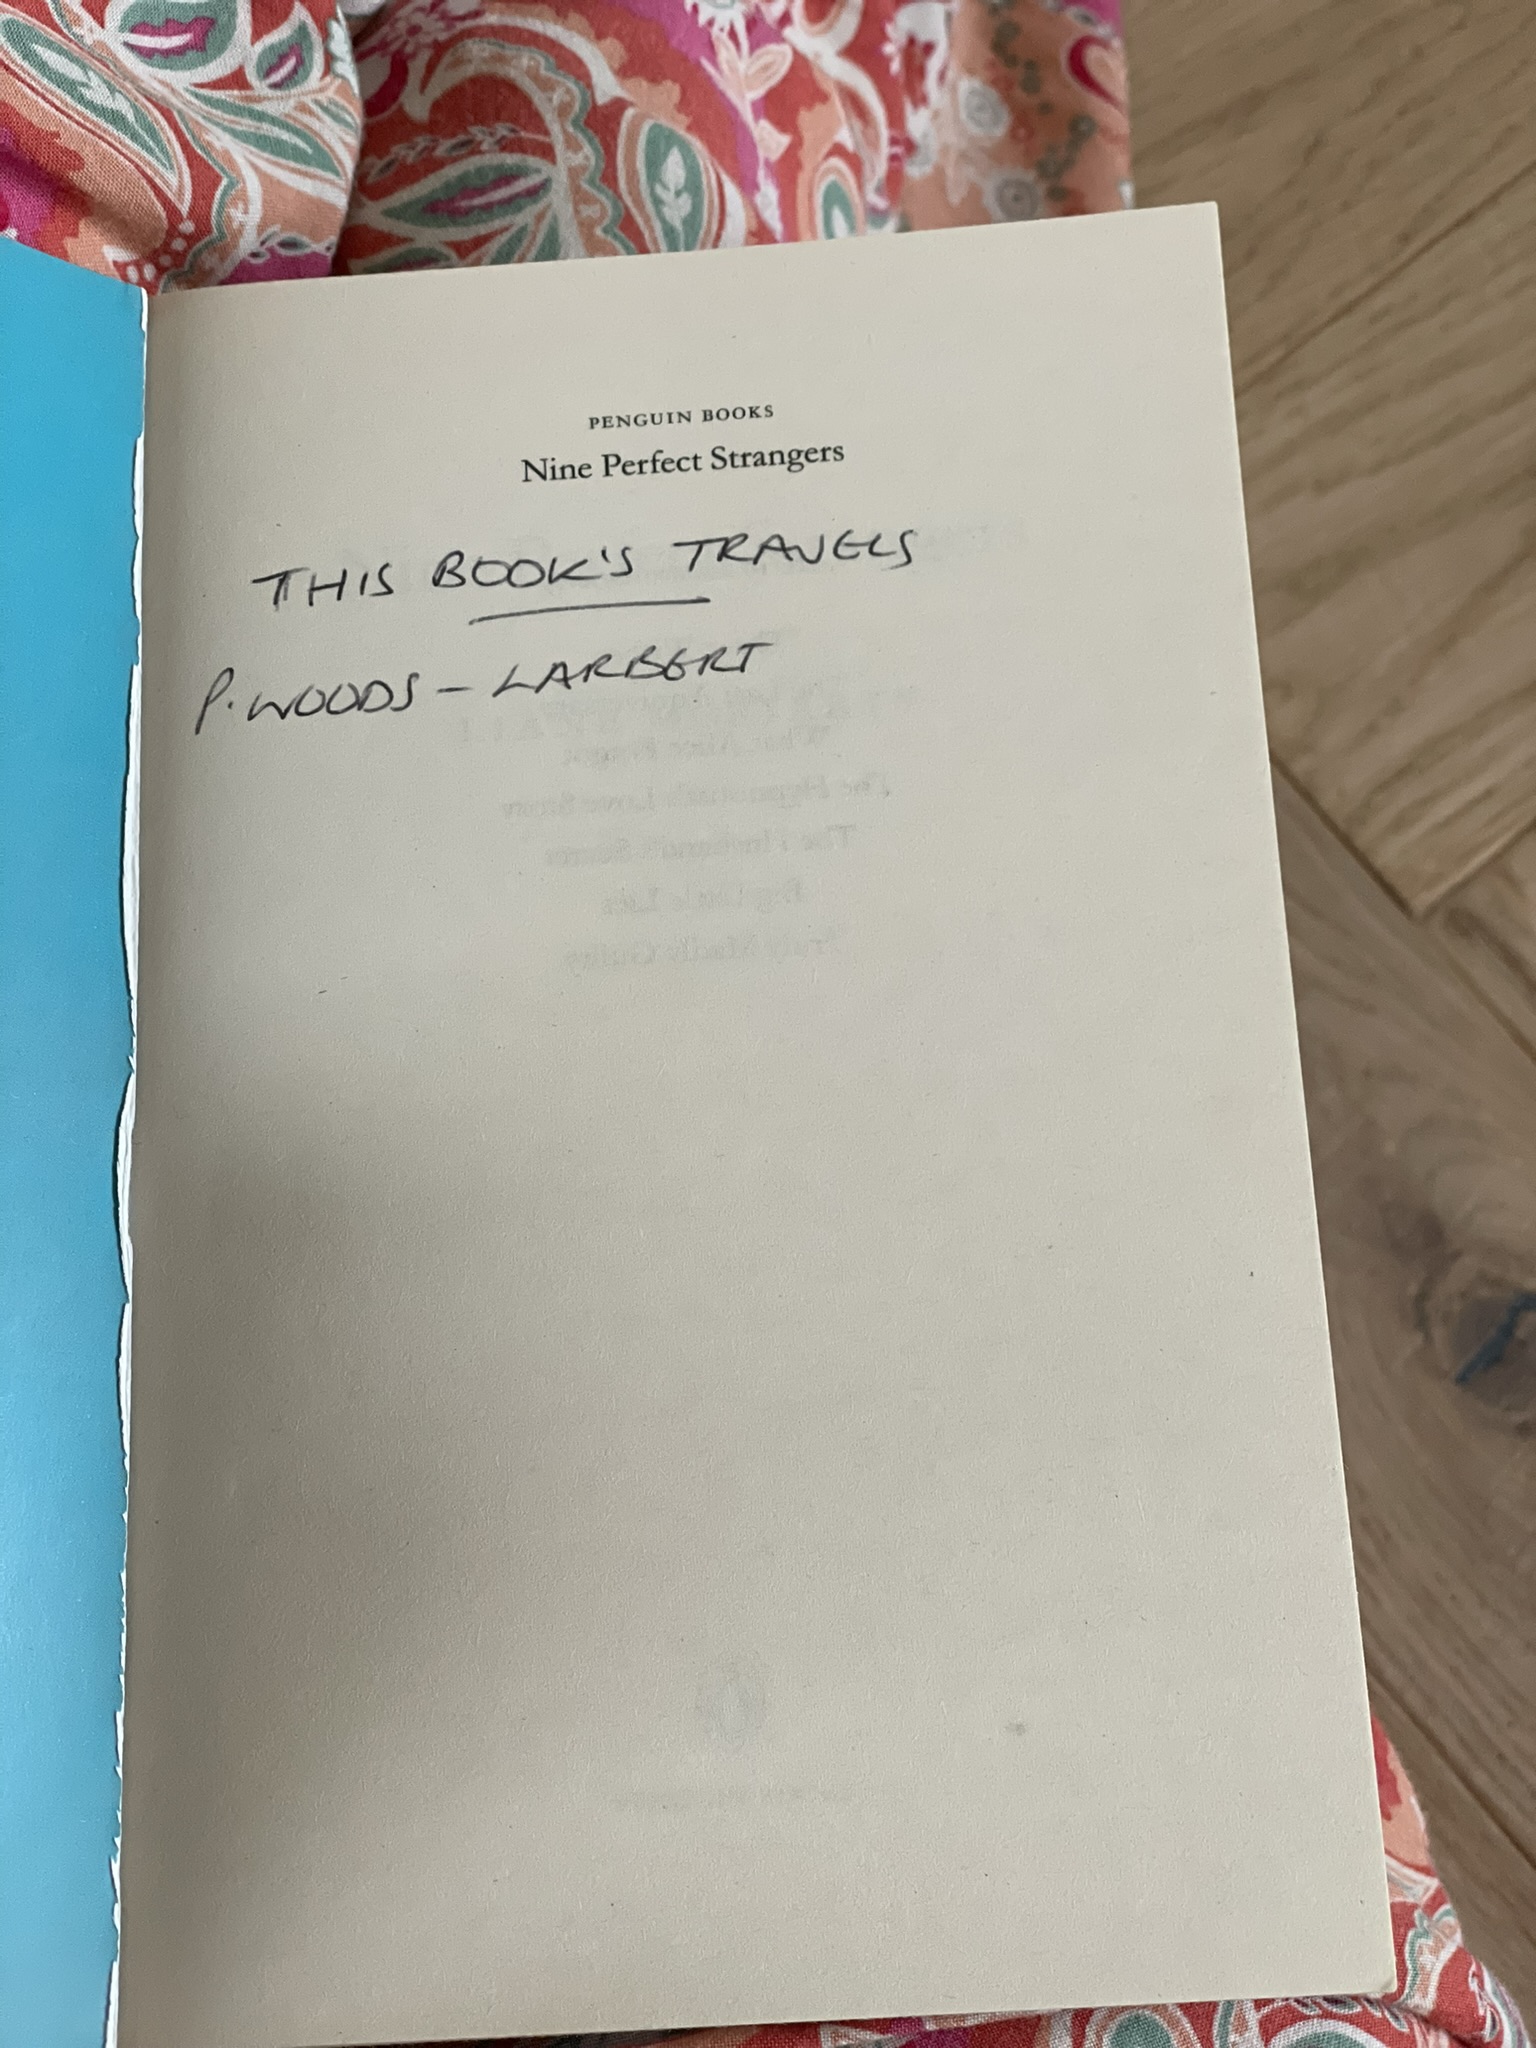 PENGUIN BOOKS
Nine Perfect Strangers
THIS BOOK'S TRAVELS
P. WOODS - LARBERT